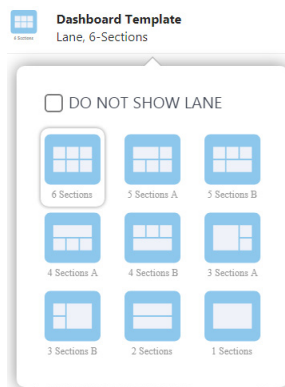 Dashboard Template
6 Sections
Lane, 6-Sections
DO NOT SHOW LANE
6 Sections
5 Sections A
5 Sections B
4 Sections A
4 Sections B
3 Sections A
3 Sections B
2 Sections
1 Sections